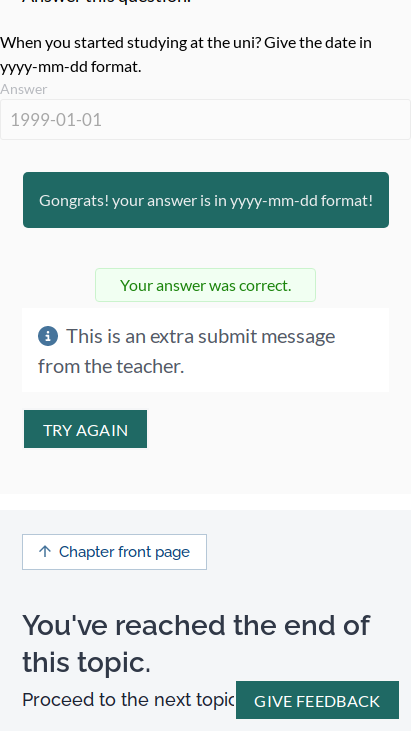 Answer this question.
When you started studying at the uni? Give the date in
yyyy-mm-dd format.
Answer
1999-01-01
Gongrats! your answer is in yyyy-mm-dd format!
Your answer was correct.
This is an extra submit message
from the teacher.
TRY AGAIN
Chapter front page
You've reached the end of
this topic.
Proceed to the next topic
GIVE FEEDBACK